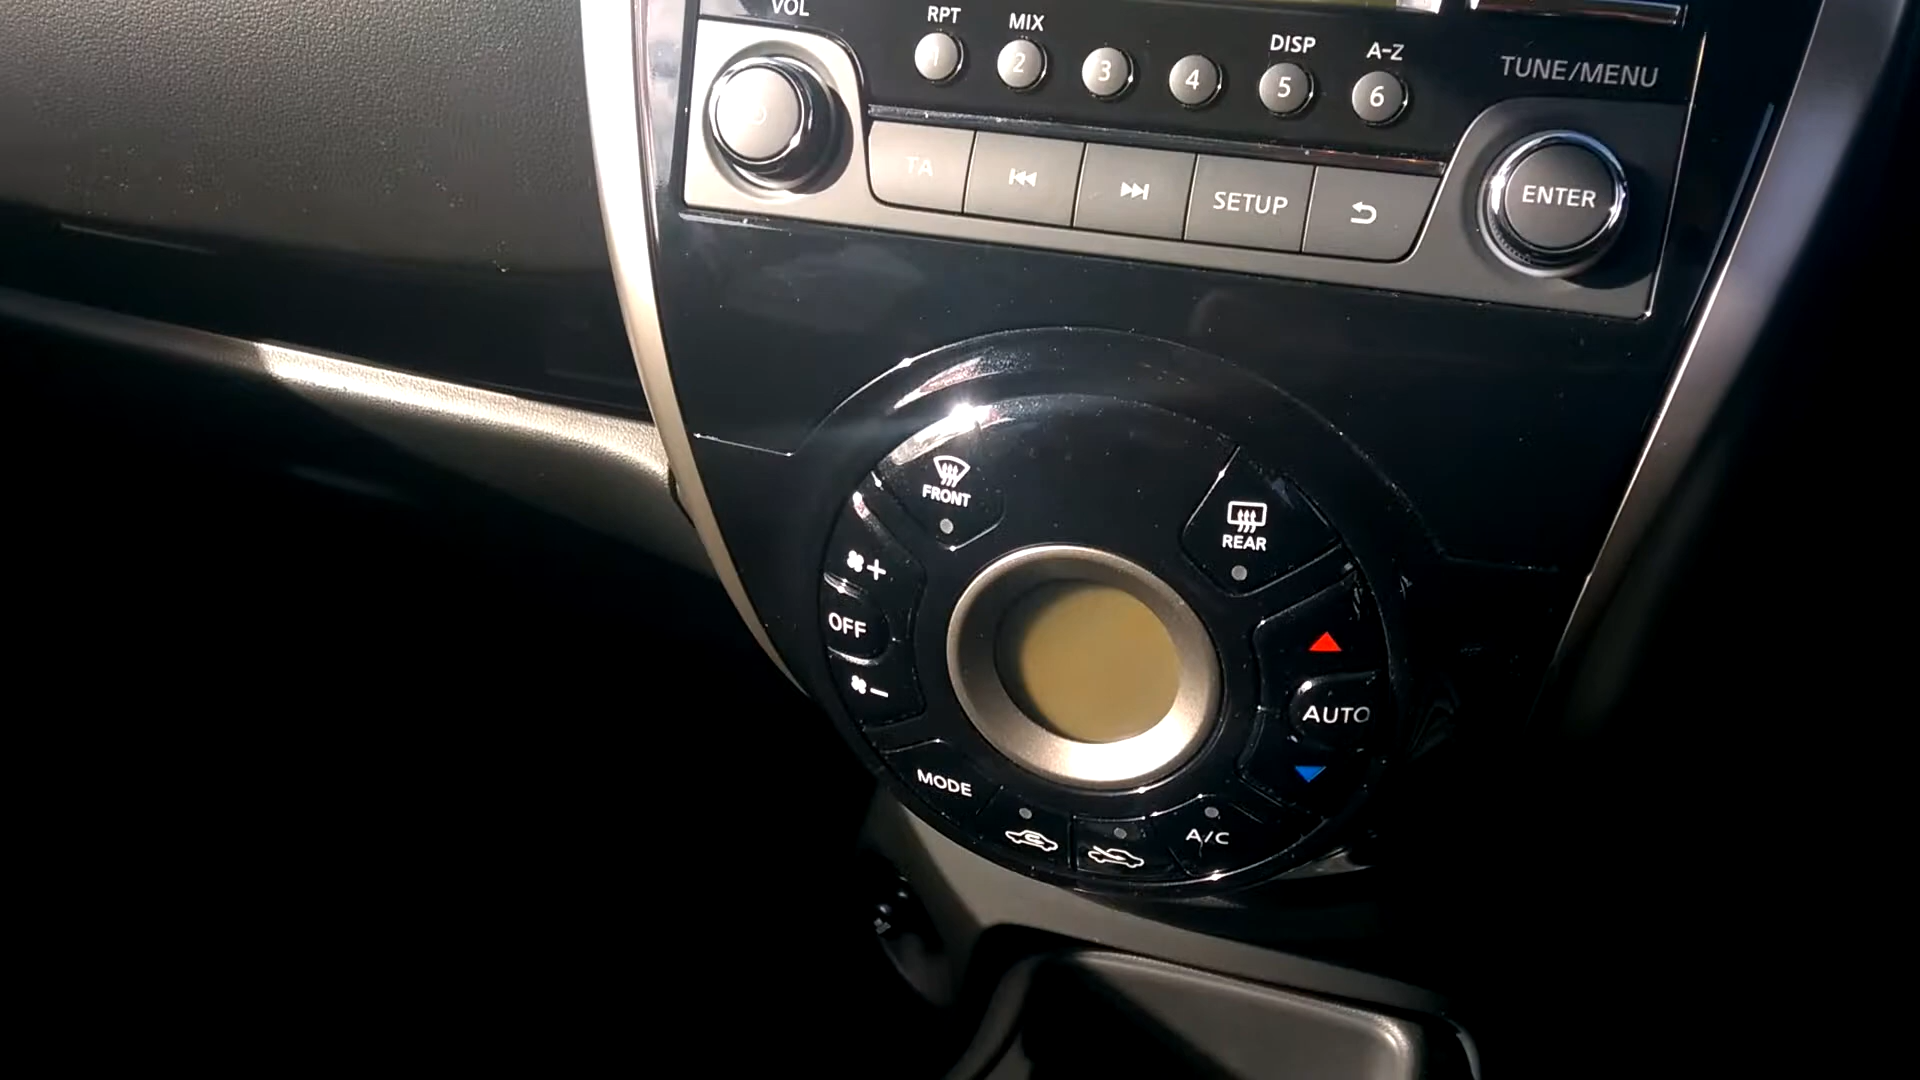 VOL
RPT MIX DISP A-Z
1 2 3 4 5 6
TUNE/MENU
TA SETUP ENTER
FRONT
REAR
+
OFF
−
AUTO
MODE
A/C